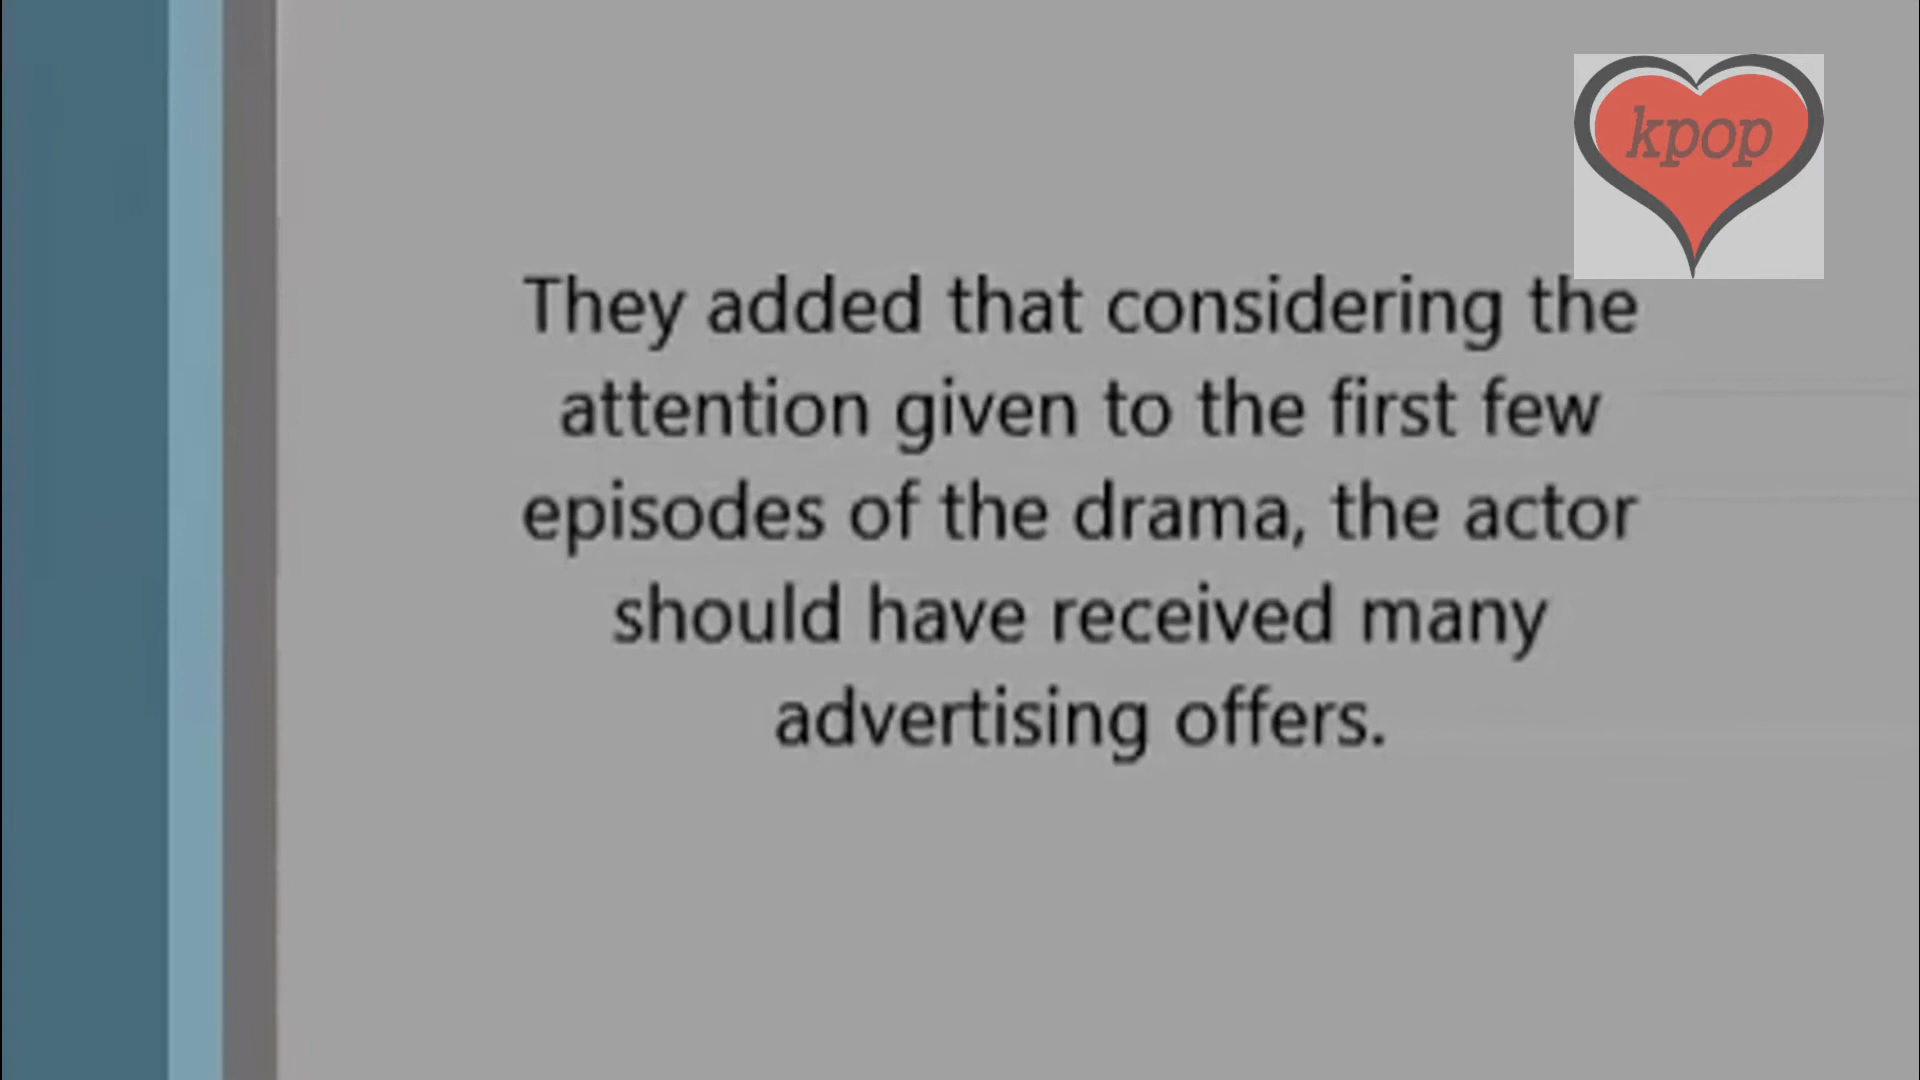 kpop
They added that considering the
attention given to the first few
episodes of the drama, the actor
should have received many
advertising offers.